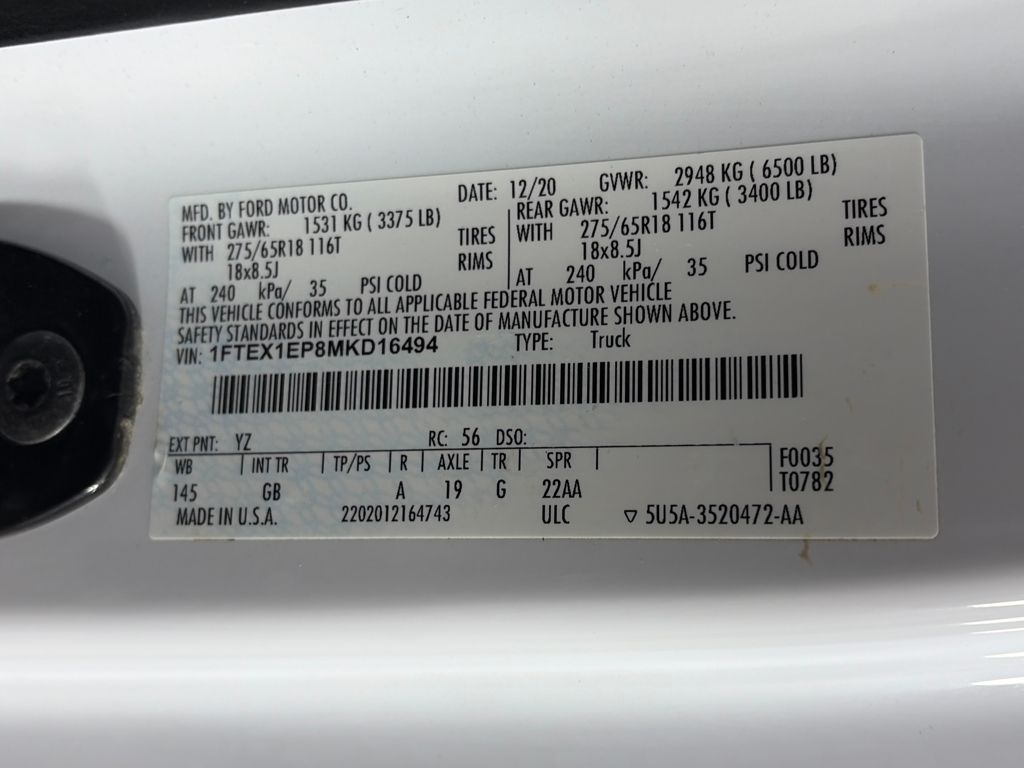 MFD. BY FORD MOTOR CO. DATE: 12/20 GVWR: 2948 KG ( 6500 LB)
FRONT GAWR: 1531 KG ( 3375 LB) REAR GAWR: 1542 KG ( 3400 LB)
WITH 275/65R18 116T TIRES WITH 275/65R18 116T TIRES
18x8.5J RIMS 18x8.5J RIMS
AT 240 kPa/ 35 PSI COLD AT 240 kPa/ 35 PSI COLD
THIS VEHICLE CONFORMS TO ALL APPLICABLE FEDERAL MOTOR VEHICLE
SAFETY STANDARDS IN EFFECT ON THE DATE OF MANUFACTURE SHOWN ABOVE.
VIN: 1FTEX1EP8MKD16494 TYPE: Truck
EXT PNT: YZ RC: 56 DSO:
WB INT TR TP/PS R AXLE TR SPR F0035
145 GB A 19 G 22AA T0782
MADE IN U.S.A. 2202012164743 ULC ▽ 5U5A-3520472-AA